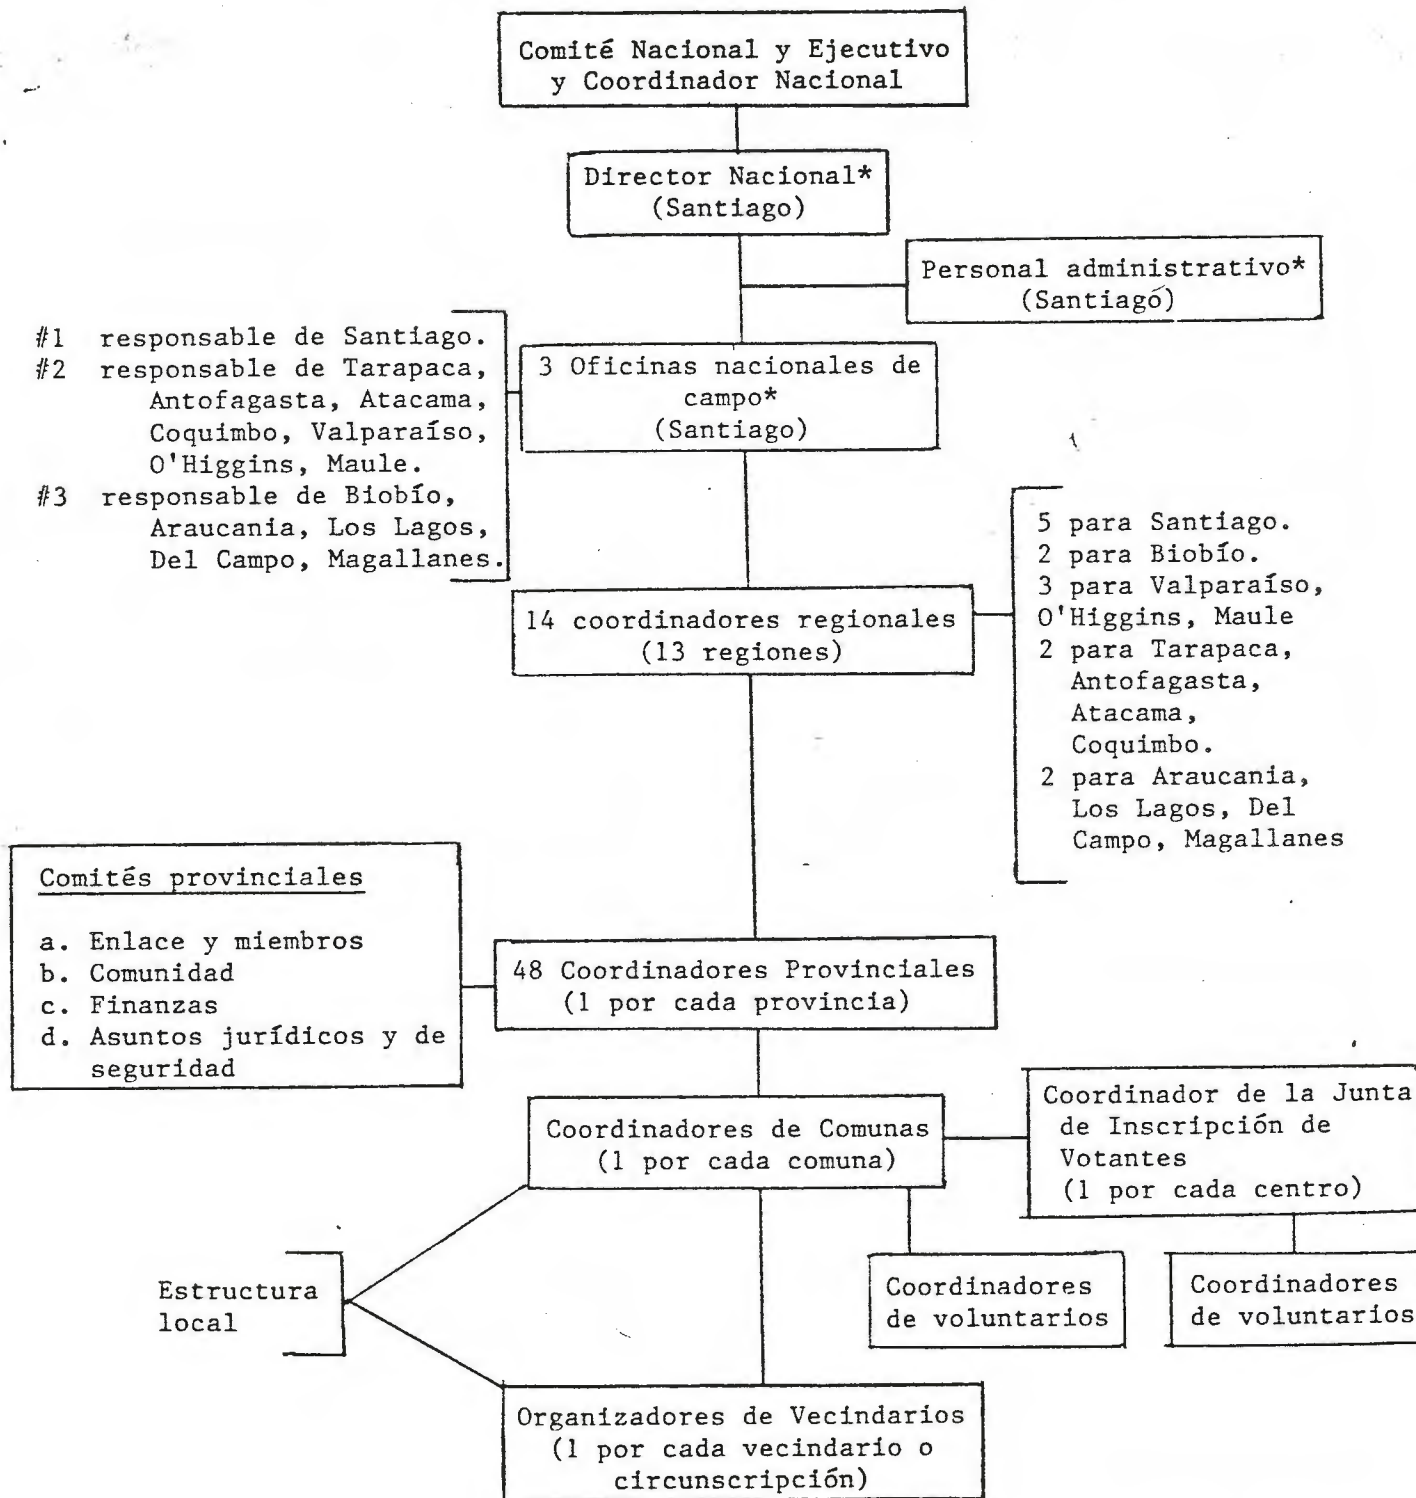 Comité Nacional y Ejecutivo
y Coordinador Nacional
Director Nacional*
(Santiago)
Personal administrativo*
(Santiago)
#1 responsable de Santiago.
#2 responsable de Tarapaca,
Antofagasta, Atacama,
Coquimbo, Valparaíso,
O'Higgins, Maule.
#3 responsable de Biobío,
Araucania, Los Lagos,
Del Campo, Magallanes.
3 Oficinas nacionales de
campo*
(Santiago)
14 coordinadores regionales
(13 regiones)
5 para Santiago.
2 para Biobío.
3 para Valparaíso,
O'Higgins, Maule
2 para Tarapaca,
Antofagasta,
Atacama,
Coquimbo.
2 para Araucania,
Los Lagos, Del
Campo, Magallanes
Comités provinciales
a. Enlace y miembros
b. Comunidad
c. Finanzas
d. Asuntos jurídicos y de
seguridad
48 Coordinadores Provinciales
(1 por cada provincia)
Coordinadores de Comunas
(1 por cada comuna)
Coordinador de la Junta
de Inscripción de
Votantes
(1 por cada centro)
Coordinadores
de voluntarios
Coordinadores
de voluntarios
Estructura
local
Organizadores de Vecindarios
(1 por cada vecindario o
circunscripción)